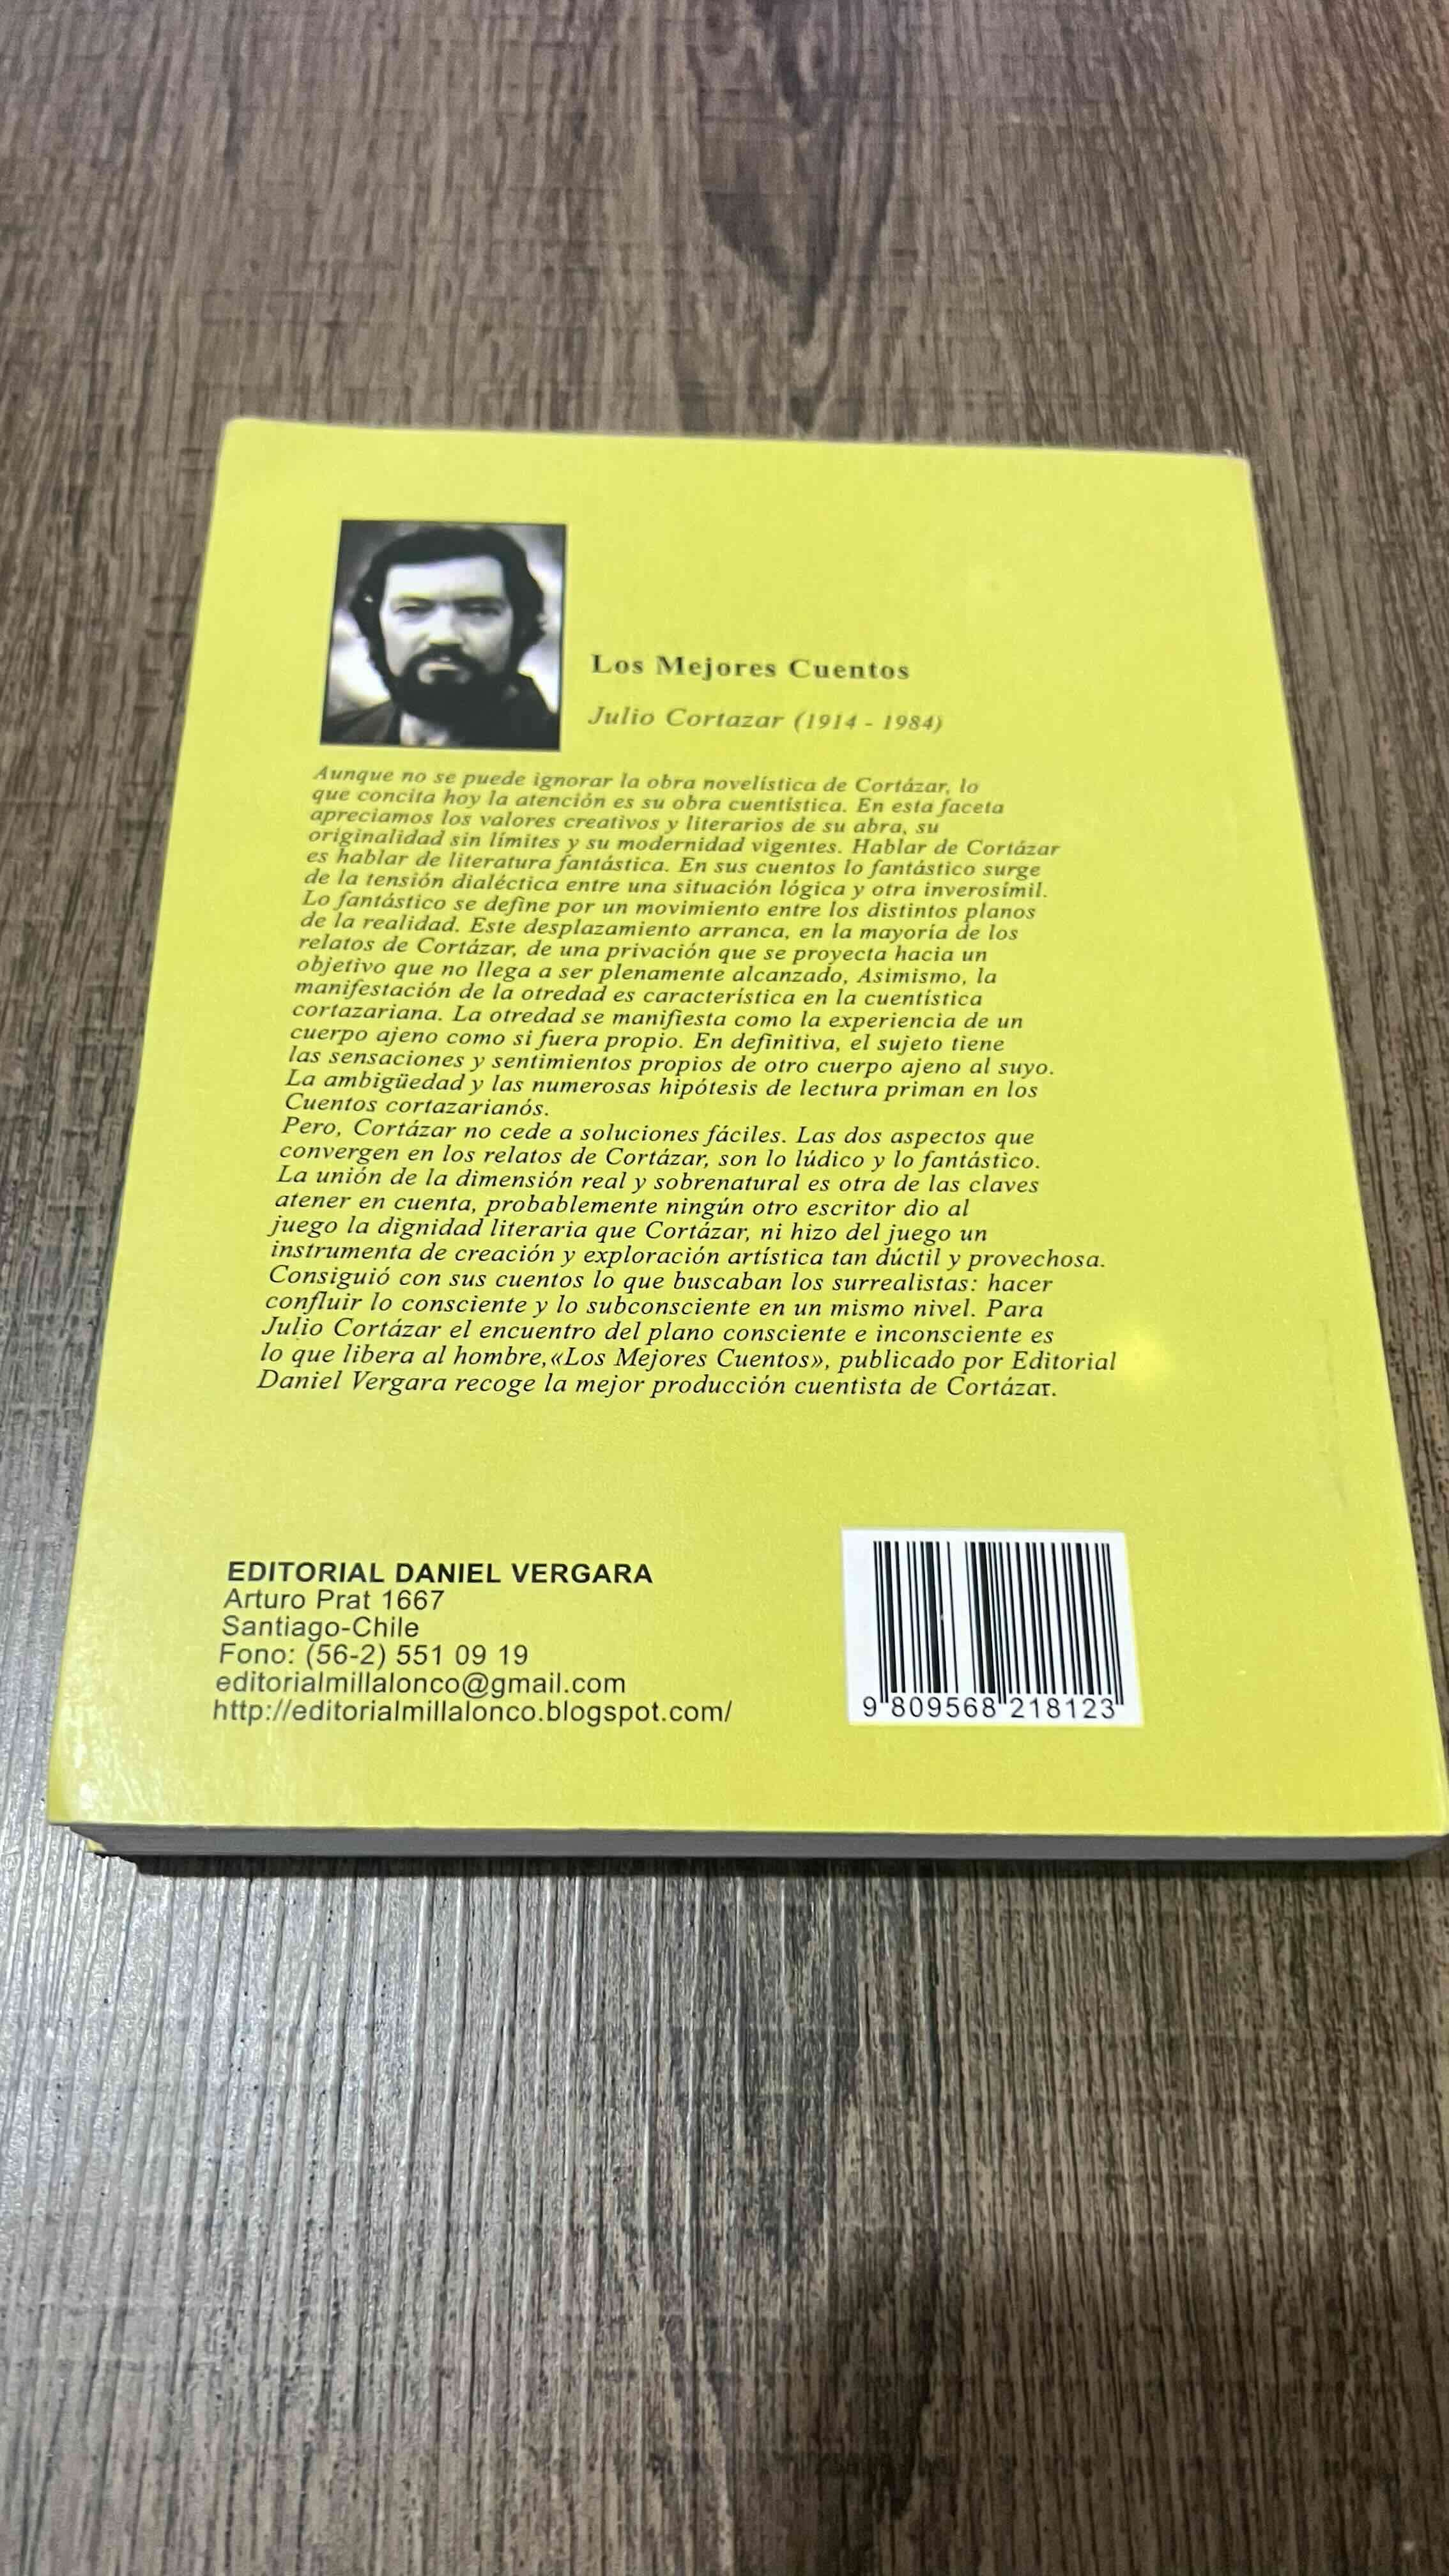 Los Mejores Cuentos
Julio Cortazar (1914 - 1984)
Aunque no se puede ignorar la obra novelística de Cortázar, lo
que concita hoy la atención es su obra cuentística. En esta faceta
apreciamos los valores creativos y literarios de su abra, su
originalidad sin límites y su modernidad vigentes. Hablar de Cortázar
es hablar de literatura fantástica. En sus cuentos lo fantástico surge
de la tensión dialéctica entre una situación lógica y otra inverosímil.
Lo fantástico se define por un movimiento entre los distintos planos
de la realidad. Este desplazamiento arranca, en la mayoría de los
relatos de Cortázar, de una privación que se proyecta hacia un
objetivo que no llega a ser plenamente alcanzado, Asimismo, la
manifestación de la otredad es característica en la cuentística
cortazariana. La otredad se manifiesta como la experiencia de un
cuerpo ajeno como si fuera propio. En definitiva, el sujeto tiene
las sensaciones y sentimientos propios de otro cuerpo ajeno al suyo.
La ambigüedad y las numerosas hipótesis de lectura priman en los
Cuentos cortazarianós.
Pero, Cortázar no cede a soluciones fáciles. Las dos aspectos que
convergen en los relatos de Cortázar, son lo lúdico y lo fantástico.
La unión de la dimensión real y sobrenatural es otra de las claves
atener en cuenta, probablemente ningún otro escritor dio al
juego la dignidad literaria que Cortázar, ni hizo del juego un
instrumenta de creación y exploración artística tan dúctil y provechosa.
Consiguió con sus cuentos lo que buscaban los surrealistas: hacer
confluir lo consciente y lo subconsciente en un mismo nivel. Para
Julio Cortázar el encuentro del plano consciente e inconsciente es
lo que libera al hombre,«Los Mejores Cuentos», publicado por Editorial
Daniel Vergara recoge la mejor producción cuentista de Cortázar.
EDITORIAL DANIEL VERGARA
Arturo Prat 1667
Santiago-Chile
Fono: (56-2) 551 09 19
editorialmillalonco@gmail.com
http://editorialmillalonco.blogspot.com/
9 809568 218123